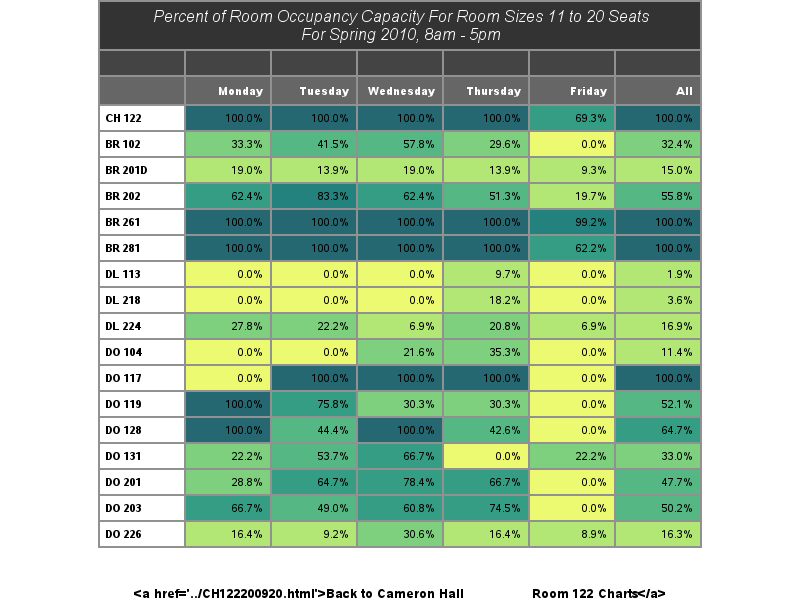 Percent of Room Occupancy Capacity For Room Sizes 11 to 20 Seats
For Spring 2010, 8am - 5pm
Monday Tuesday Wednesday Thursday Friday All
CH 122 100.0% 100.0% 100.0% 100.0% 69.3% 100.0%
BR 102 33.3% 41.5% 57.8% 29.6% 0.0% 32.4%
BR 201D 19.0% 13.9% 19.0% 13.9% 9.3% 15.0%
BR 202 62.4% 83.3% 62.4% 51.3% 19.7% 55.8%
BR 261 100.0% 100.0% 100.0% 100.0% 99.2% 100.0%
BR 281 100.0% 100.0% 100.0% 100.0% 62.2% 100.0%
DL 113 0.0% 0.0% 0.0% 9.7% 0.0% 1.9%
DL 218 0.0% 0.0% 0.0% 18.2% 0.0% 3.6%
DL 224 27.8% 22.2% 6.9% 20.8% 6.9% 16.9%
DO 104 0.0% 0.0% 21.6% 35.3% 0.0% 11.4%
DO 117 0.0% 100.0% 100.0% 100.0% 0.0% 100.0%
DO 119 100.0% 75.8% 30.3% 30.3% 0.0% 52.1%
DO 128 100.0% 44.4% 100.0% 42.6% 0.0% 64.7%
DO 131 22.2% 53.7% 66.7% 0.0% 22.2% 33.0%
DO 201 28.8% 64.7% 78.4% 66.7% 0.0% 47.7%
DO 203 66.7% 49.0% 60.8% 74.5% 0.0% 50.2%
DO 226 16.4% 9.2% 30.6% 16.4% 8.9% 16.3%
<a href='../CH122200920.html'>Back to Cameron Hall Room 122 Charts</a>